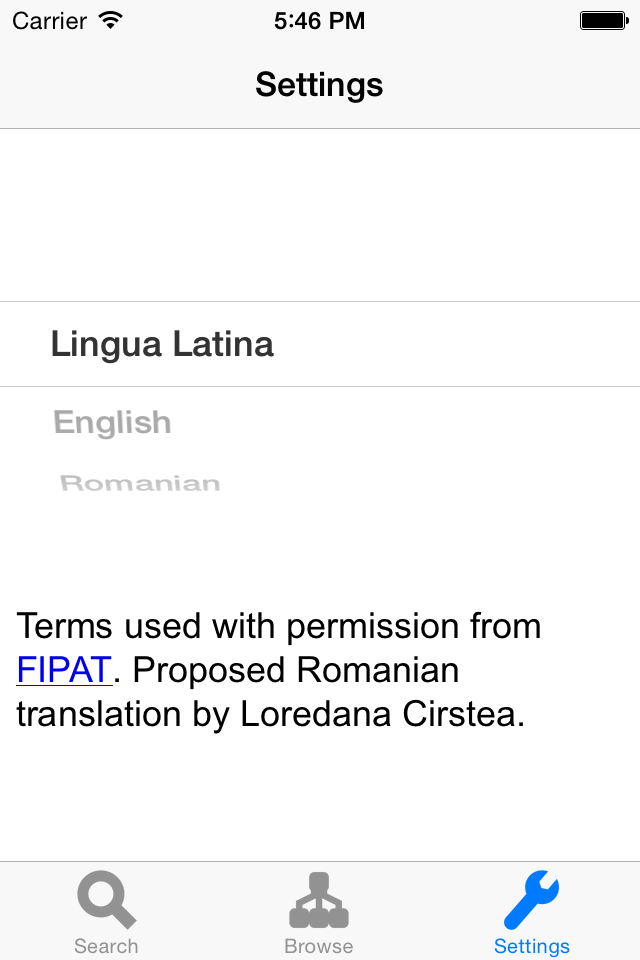 Carrier 5:46 PM
Settings
Lingua Latina
English
Romanian
Terms used with permission from
FIPAT. Proposed Romanian
translation by Loredana Cirstea.
Search Browse Settings